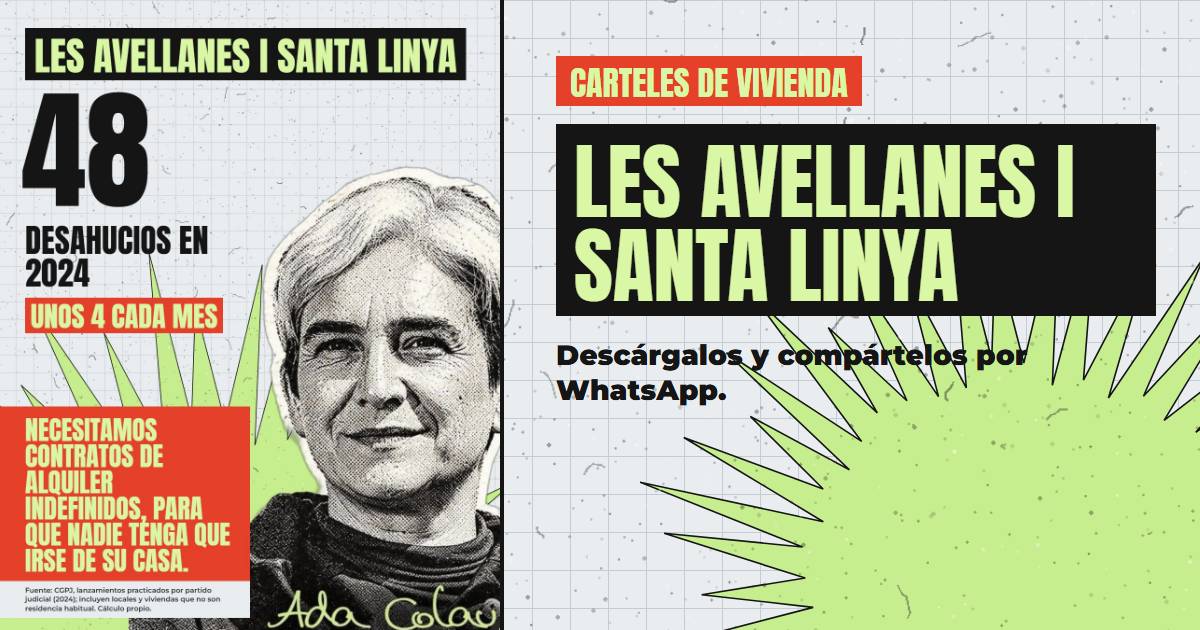 LES AVELLANES I SANTA LINYA
48
DESAHUCIOS EN
2024
UNOS 4 CADA MES
NECESITAMOS
CONTRATOS DE
ALQUILER
INDEFINIDOS, PARA
QUE NADIE TENGA QUE
IRSE DE SU CASA.
Fuente: CGPJ, lanzamientos practicados por partido
judicial (2024); incluyen locales y viviendas que no son
residencia habitual. Cálculo propio.
Ada Colau
CARTELES DE VIVIENDA
LES AVELLANES I
SANTA LINYA
Descárgalos y compártelos por
WhatsApp.